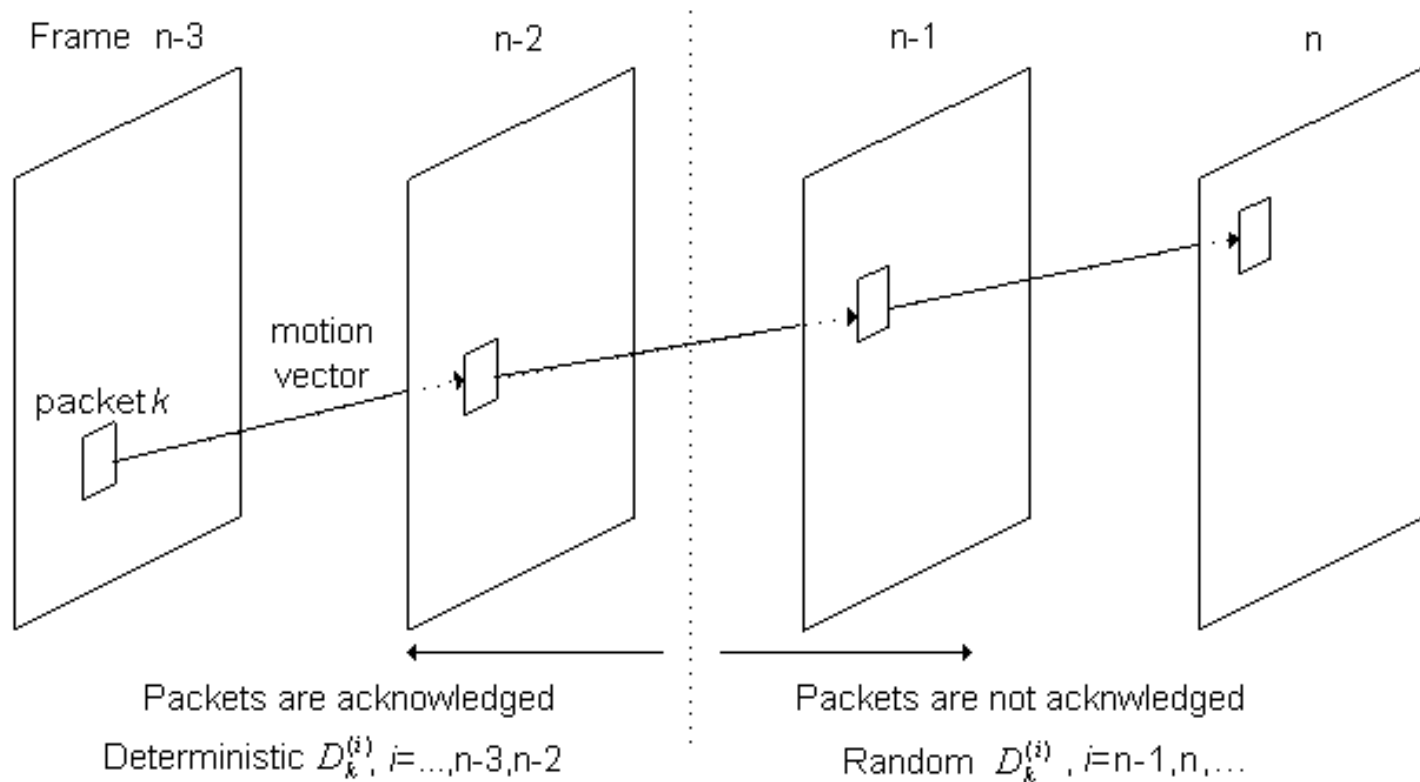 Frame n-3 n-2 n-1 n
motion
vector
packet k
Packets are acknowledged
Deterministic D_k^{(i)}, i=...,n-3,n-2
Packets are not acknwledged
Random D_k^{(i)} , i=n-1,n,...